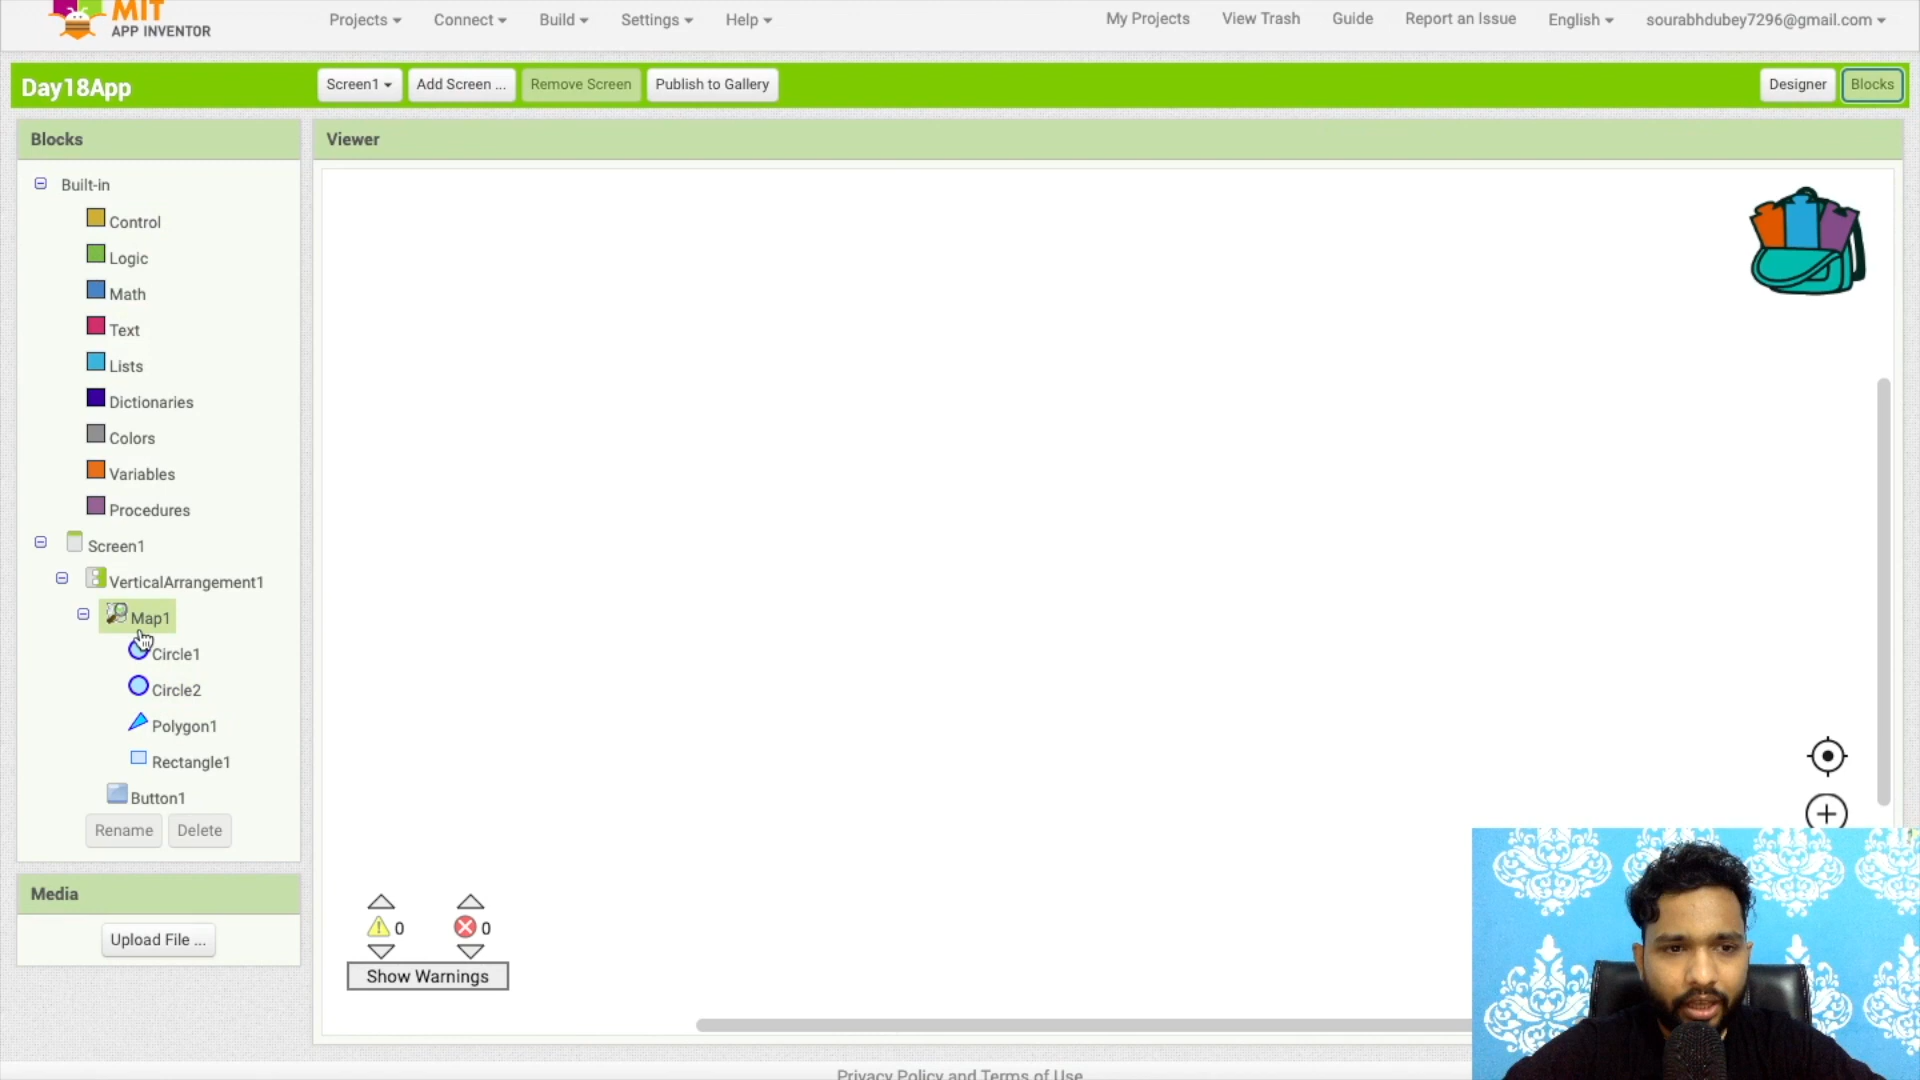 MIT
APP INVENTOR
Projects
Connect
Build
Settings
Help
My Projects
View Trash
Guide
Report an Issue
English
sourabhdubey7296@gmail.com
Day18App
Screen1
Add Screen ...
Remove Screen
Publish to Gallery
Designer
Blocks
Blocks
Viewer
Built-in
Control
Logic
Math
Text
Lists
Dictionaries
Colors
Variables
Procedures
Screen1
VerticalArrangement1
Map1
Circle1
Circle2
Polygon1
Rectangle1
Button1
Rename
Delete
Media
Upload File ...
0
0
Show Warnings
Privacy Policy and Terms of Use